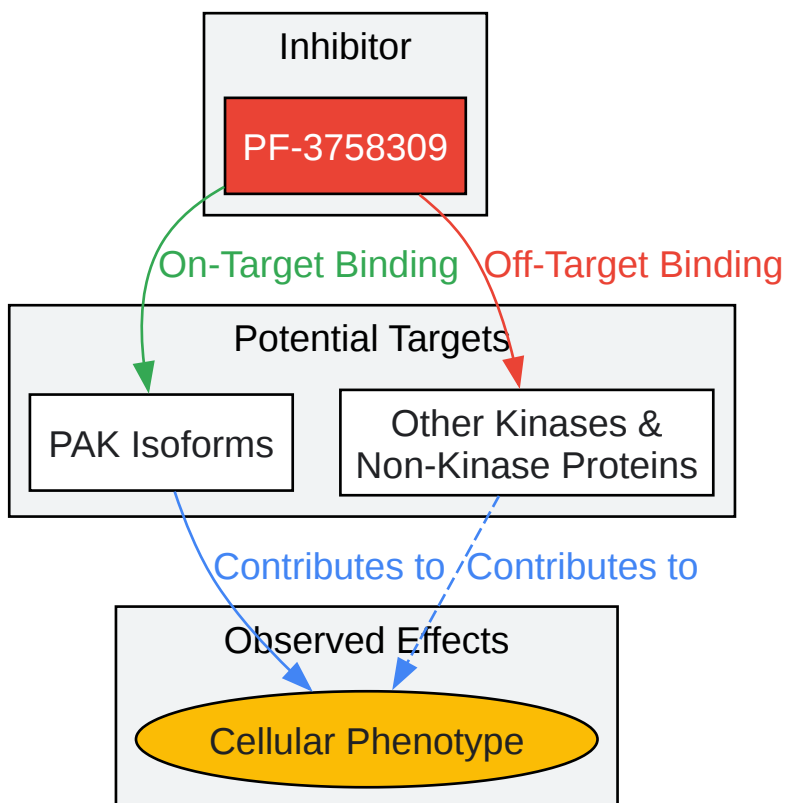 Inhibitor
PF-3758309
On-Target Binding
Off-Target Binding
Potential Targets
PAK Isoforms
Other Kinases &
Non-Kinase Proteins
Contributes to
Contributes to
Observed Effects
Cellular Phenotype